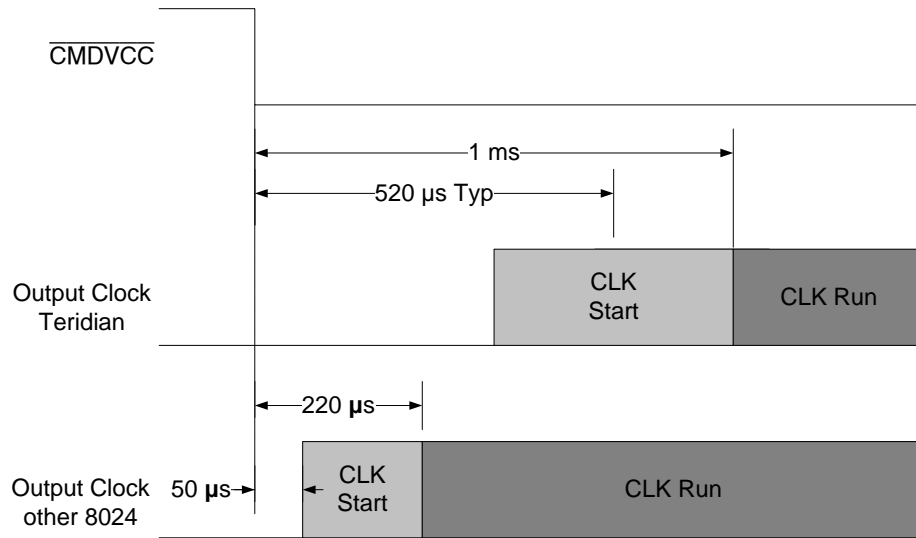 CMDVCC
1 ms
520 µs Typ
Output Clock
Teridian
CLK
Start
CLK Run
220 µs
Output Clock
other 8024
50 µs
CLK
Start
CLK Run